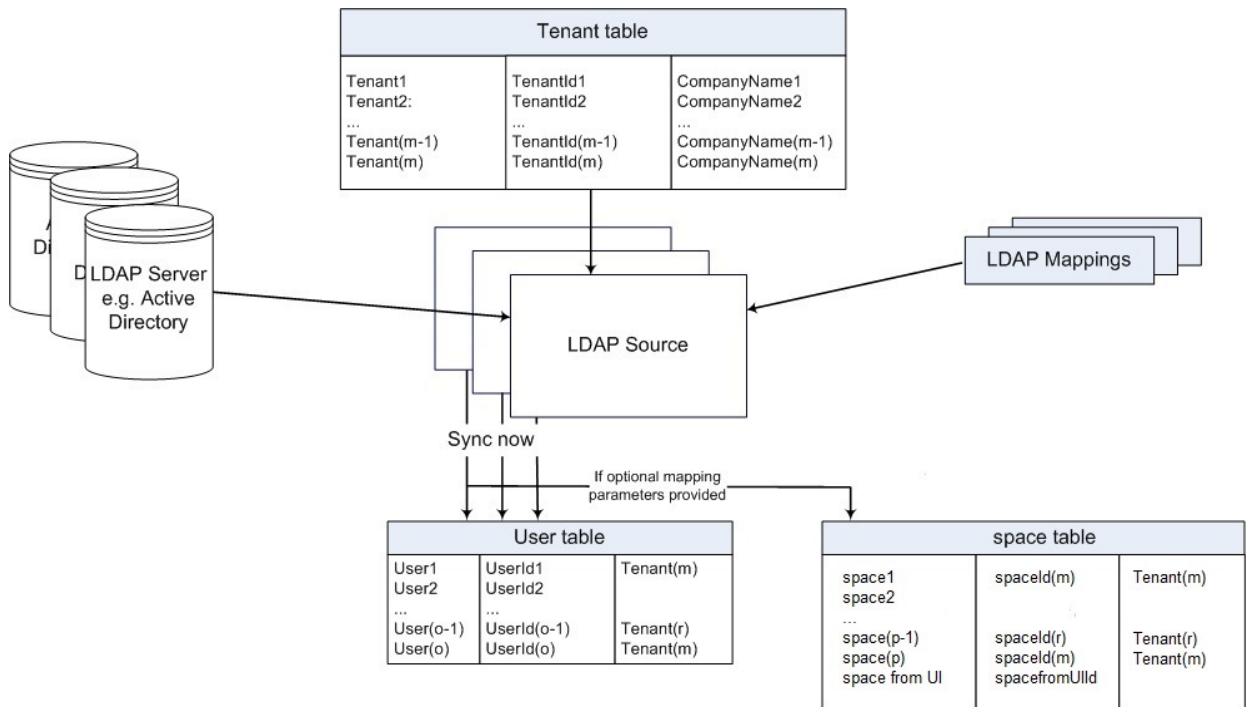 Tenant table
Tenant1 TenantId1 CompanyName1
Tenant2: TenantId2 CompanyName2
... ... ...
Tenant(m-1) TenantId(m-1) CompanyName(m-1)
Tenant(m) TenantId(m) CompanyName(m)
A
Di
D
LDAP Server
e.g. Active
Directory
LDAP Mappings
LDAP Source
Sync now
If optional mapping
parameters provided
User table
User1 UserId1 Tenant(m)
User2 UserId2
... ...
User(o-1) UserId(o-1) Tenant(r)
User(o) UserId(o) Tenant(m)
space table
space1 spaceId(m) Tenant(m)
space2
...
space(p-1) spaceId(r) Tenant(r)
space(p) spaceId(m) Tenant(m)
space from UI spacefromUIId